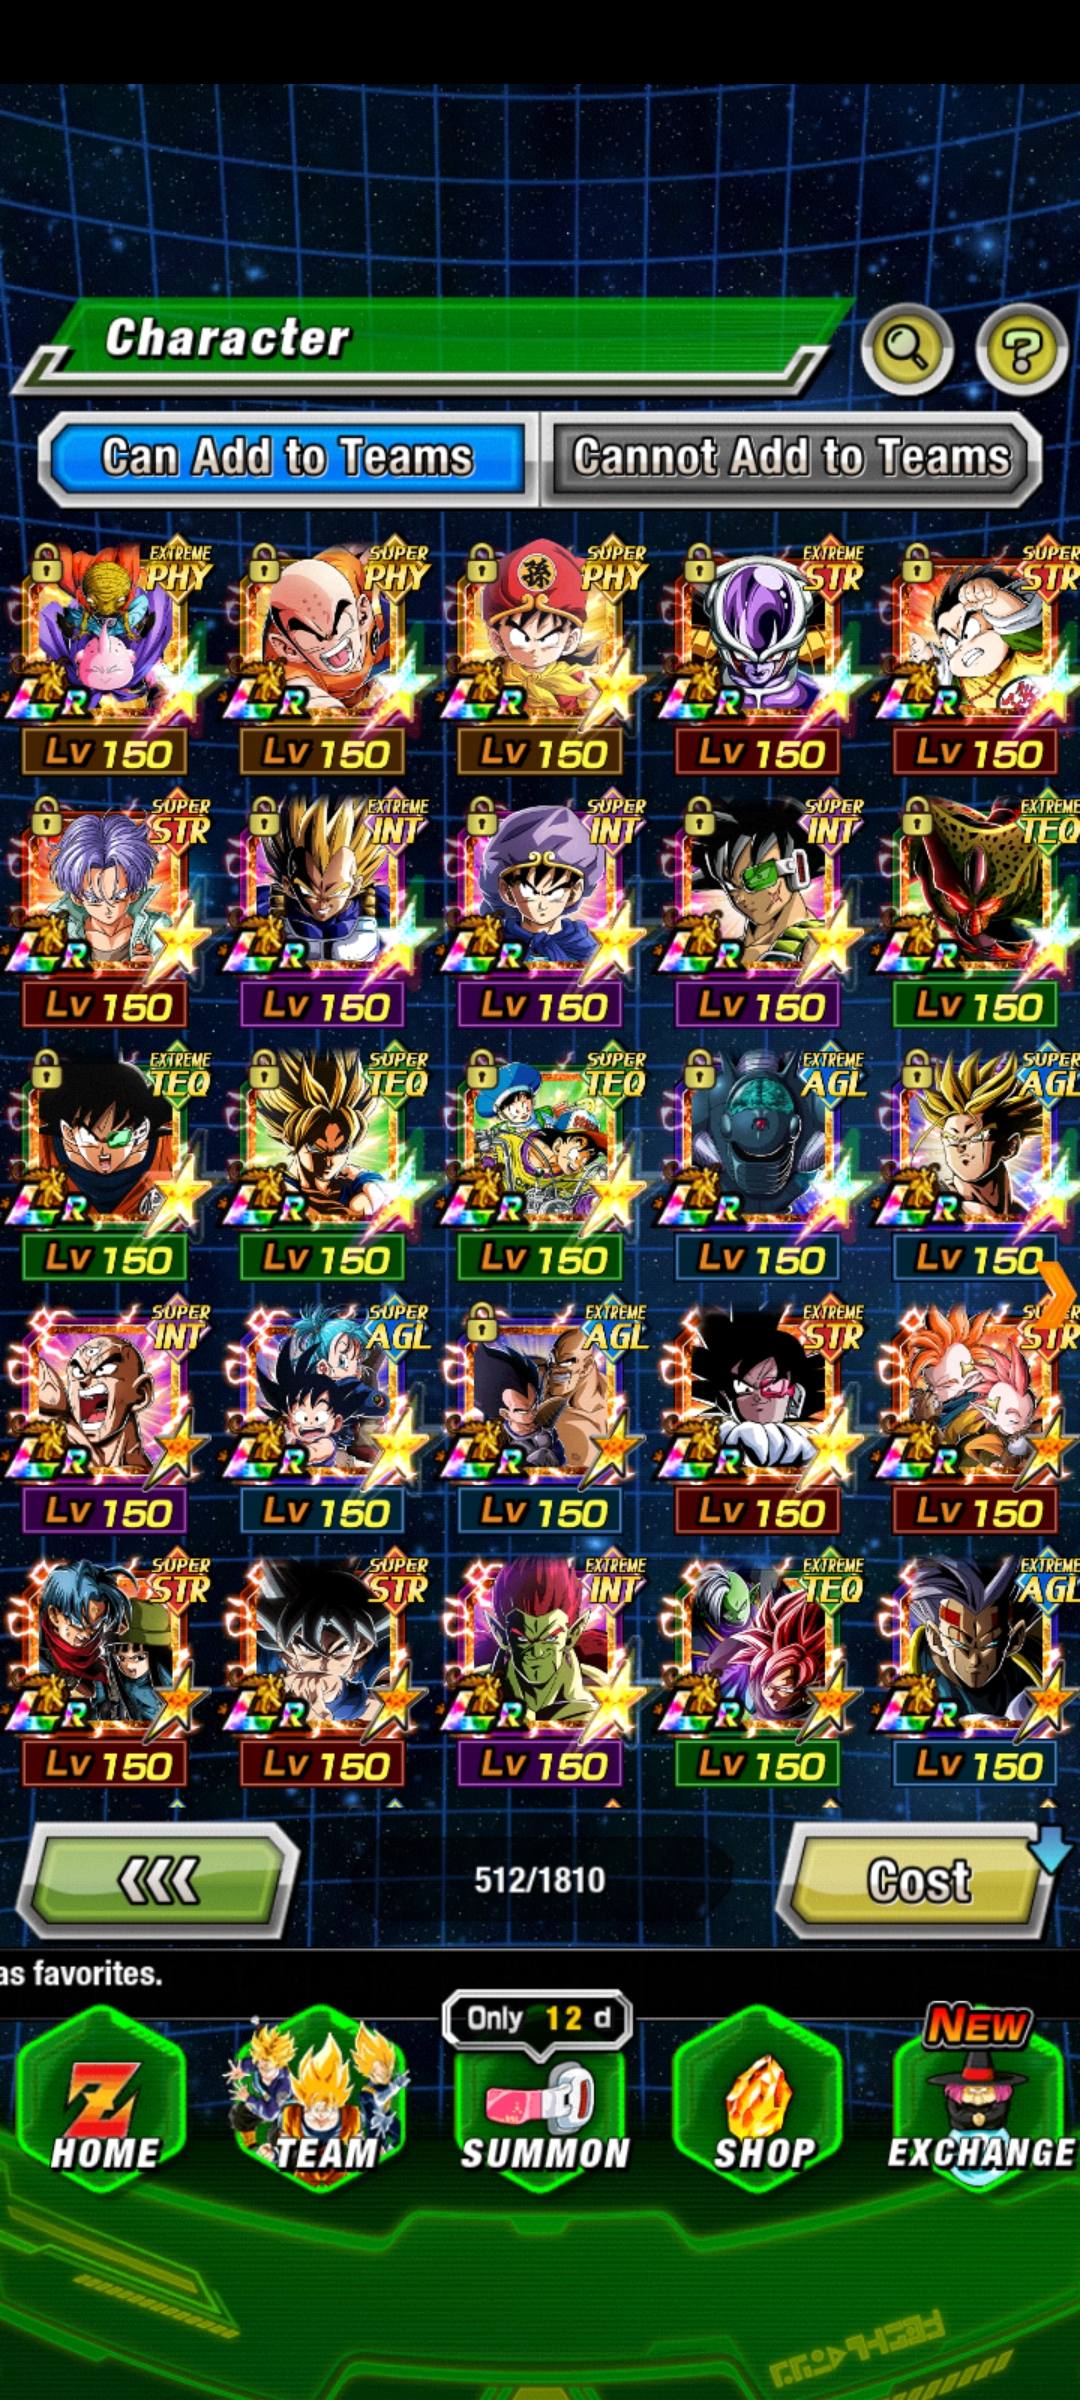 Character
Can Add to Teams Cannot Add to Teams
EXTREME PHY SUPER PHY SUPER PHY EXTREME STR SUPER STR
LR LR LR LR LR
Lv 150 Lv 150 Lv 150 Lv 150 Lv 150
SUPER STR EXTREME INT SUPER INT SUPER INT EXTREME TEQ
LR LR LR LR LR
Lv 150 Lv 150 Lv 150 Lv 150 Lv 150
EXTREME TEQ SUPER TEQ SUPER TEQ EXTREME AGL SUPER AGL
LR LR LR LR LR
Lv 150 Lv 150 Lv 150 Lv 150 Lv 150
SUPER INT SUPER AGL EXTREME AGL EXTREME STR STR
LR LR LR LR LR
Lv 150 Lv 150 Lv 150 Lv 150 Lv 150
SUPER STR SUPER STR EXTREME INT EXTREME TEQ EXTREME AGL
LR LR LR LR LR
Lv 150 Lv 150 Lv 150 Lv 150 Lv 150
512/1810 Cost
as favorites.
Only 12 d NEW
HOME TEAM SUMMON SHOP EXCHANGE